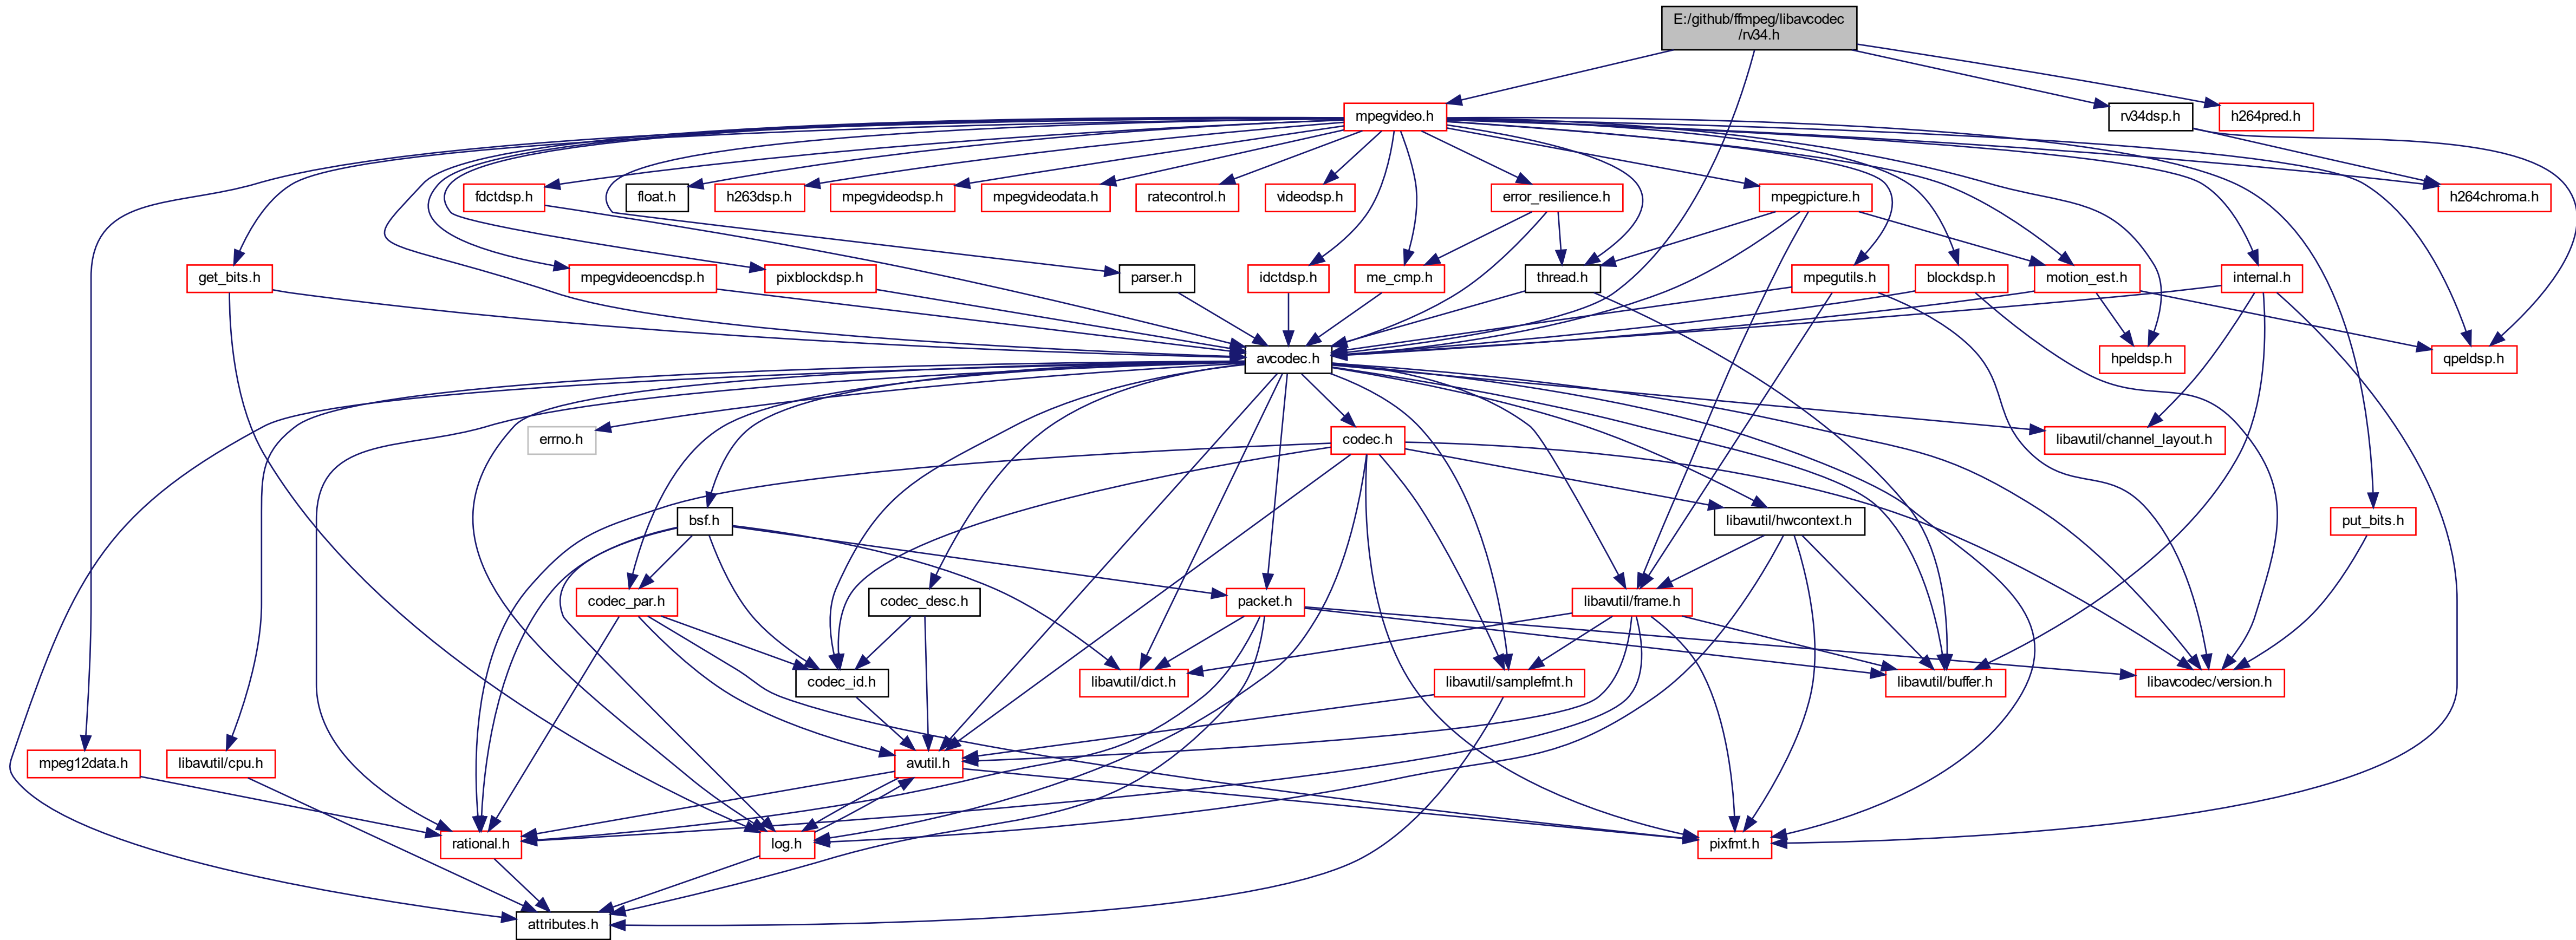 E:/github/ffmpeg/libavcodec
/rv34.h
mpegvideo.h
rv34dsp.h
h264pred.h
fdctdsp.h
float.h
h263dsp.h
mpegvideodsp.h
mpegvideodata.h
ratecontrol.h
videodsp.h
error_resilience.h
mpegpicture.h
h264chroma.h
get_bits.h
mpegvideoencdsp.h
pixblockdsp.h
parser.h
idctdsp.h
me_cmp.h
thread.h
mpegutils.h
blockdsp.h
motion_est.h
internal.h
avcodec.h
hpeldsp.h
qpeldsp.h
errno.h
codec.h
libavutil/channel_layout.h
bsf.h
libavutil/hwcontext.h
put_bits.h
codec_par.h
codec_desc.h
packet.h
libavutil/frame.h
codec_id.h
libavutil/dict.h
libavutil/samplefmt.h
libavutil/buffer.h
libavcodec/version.h
mpeg12data.h
libavutil/cpu.h
avutil.h
rational.h
log.h
pixfmt.h
attributes.h